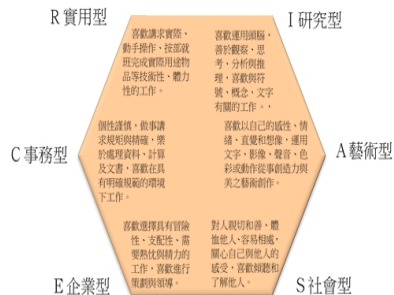 R 實用型
I 研究型
喜歡講求實際、
動手操作、按部就
班完成實際用途物
品等技術性、體力
性的工作。
喜歡運用頭腦,
善於觀察、思
考、分析與推
理,喜歡與符
號、概念、文字
有關的工作。,
C 事務型
個性謹慎,做事講
求規矩與精確,樂
於處理資料、計算
及文書,喜歡在具
有明確規範的環境
下工作。
喜歡以自己的感性、情
緒、直覺和想像,運用
文字、影像、聲音、色
彩或動作從事創造力與
美之藝術創作。
A 藝術型
喜歡選擇具有冒險
性、支配性、需
要熱忱與精力的
工作,喜歡進行
策劃與領導。
對人親切和善、體
恤他人、容易相處,
關心自己與他人的
感受,喜歡傾聽和
了解他人。
E 企業型
S 社會型